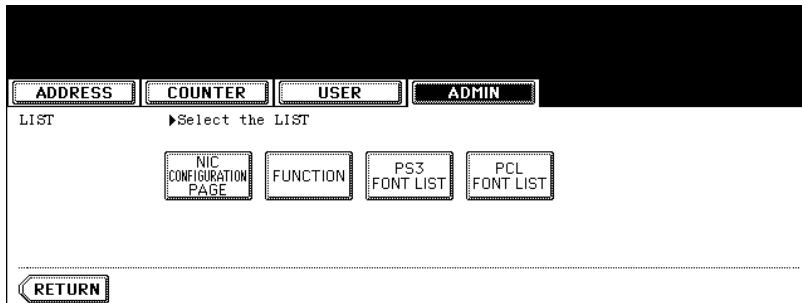 ADDRESS COUNTER USER ADMIN
LIST ▶Select the LIST
NIC
CONFIGURATION
PAGE
FUNCTION
PS3
FONT LIST
PCL
FONT LIST
RETURN